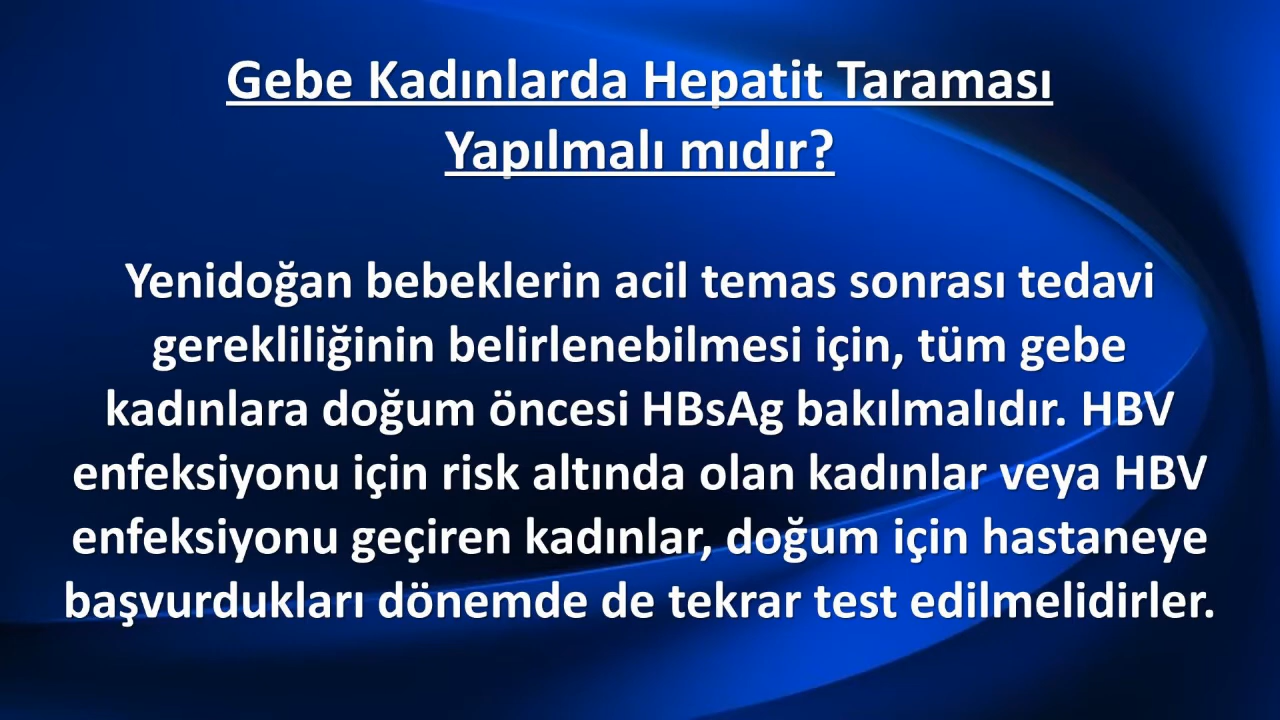 Gebe Kadınlarda Hepatit Taraması
Yapılmalı mıdır?
Yenidoğan bebeklerin acil temas sonrası tedavi
gerekliliğinin belirlenebilmesi için, tüm gebe
kadınlara doğum öncesi HBsAg bakılmalıdır. HBV
enfeksiyonu için risk altında olan kadınlar veya HBV
enfeksiyonu geçiren kadınlar, doğum için hastaneye
başvurdukları dönemde de tekrar test edilmelidirler.